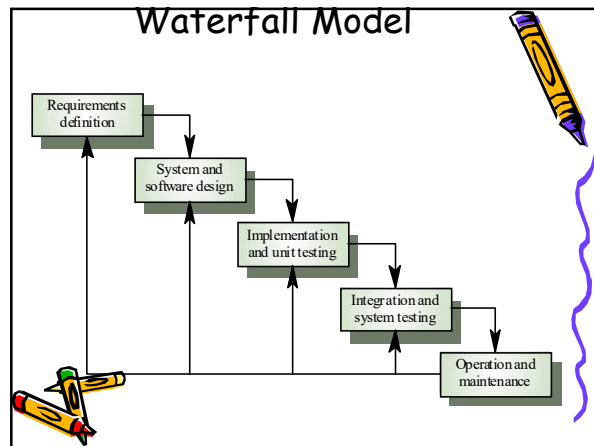 Waterfall Model
Requirements
definition
System and
software design
Implementation
and unit testing
Integration and
system testing
Operation and
maintenance